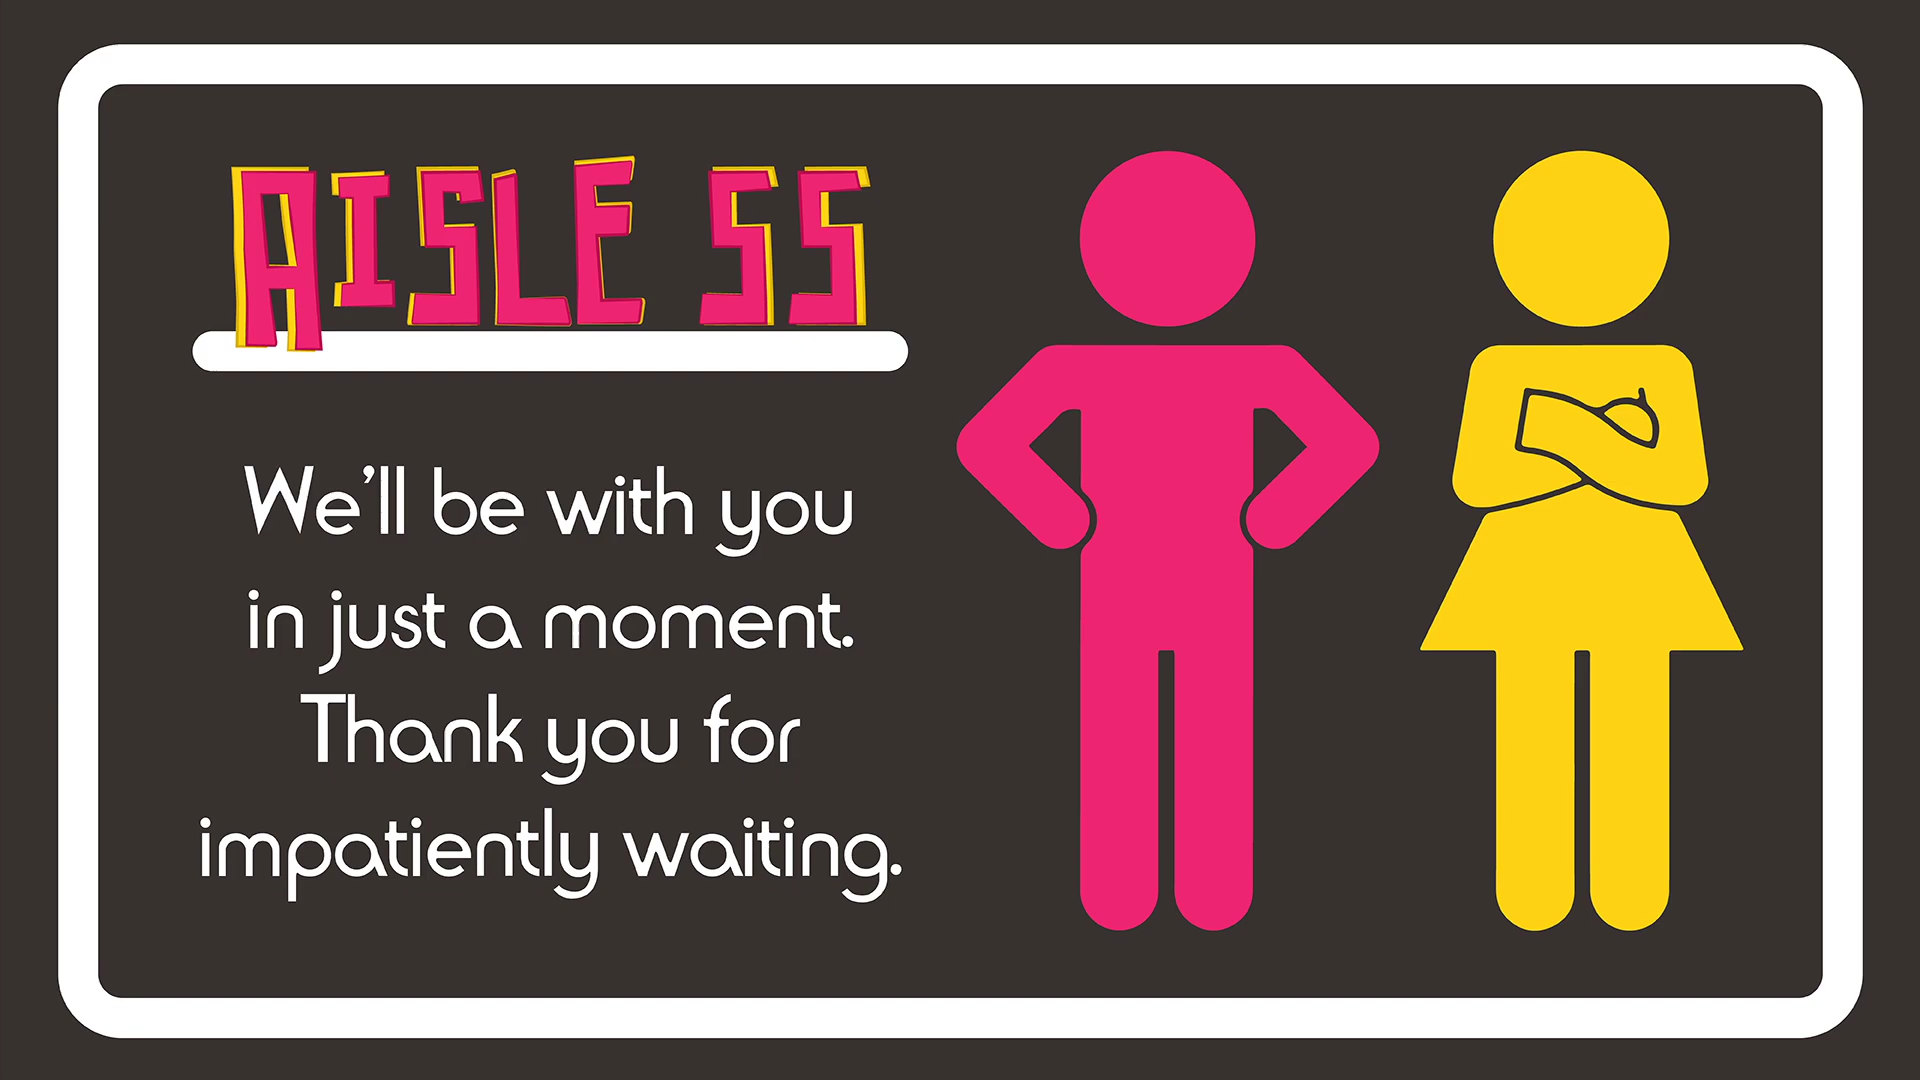 AISLE 55
We'll be with you
in just a moment.
Thank you for
impatiently waiting.